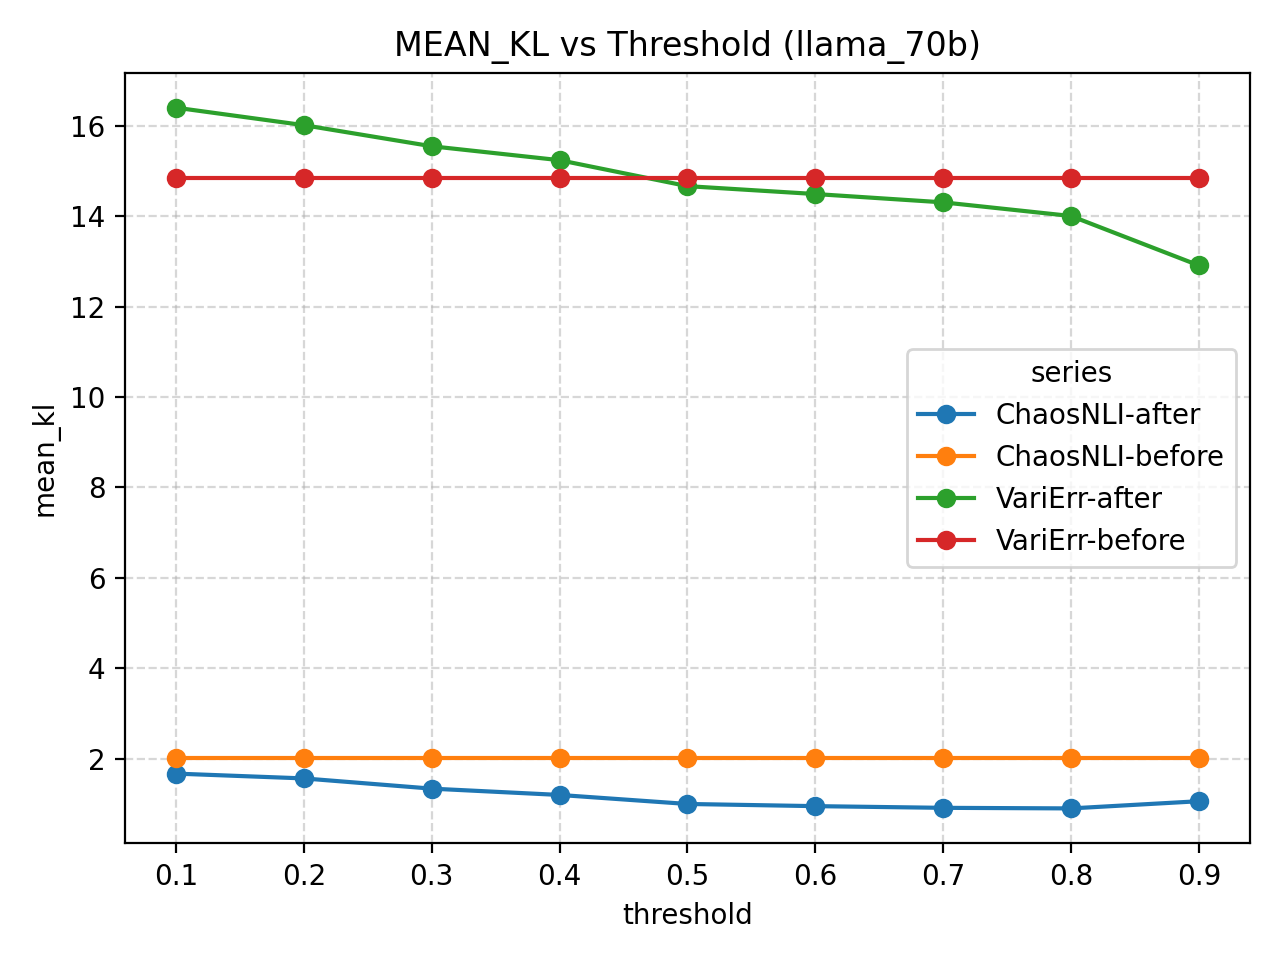 MEAN_KL vs Threshold (llama_70b)
mean_kl
16
14
12
10
8
6
4
2
series
ChaosNLI-after
ChaosNLI-before
VariErr-after
VariErr-before
0.1 0.2 0.3 0.4 0.5 0.6 0.7 0.8 0.9
threshold